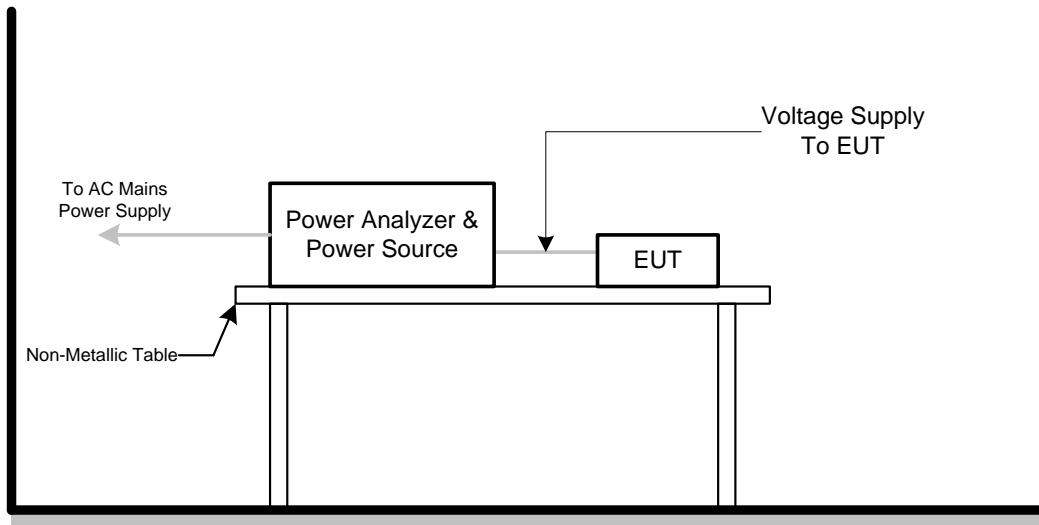 Voltage Supply
To EUT
To AC Mains
Power Supply
Power Analyzer &
Power Source
EUT
Non-Metallic Table